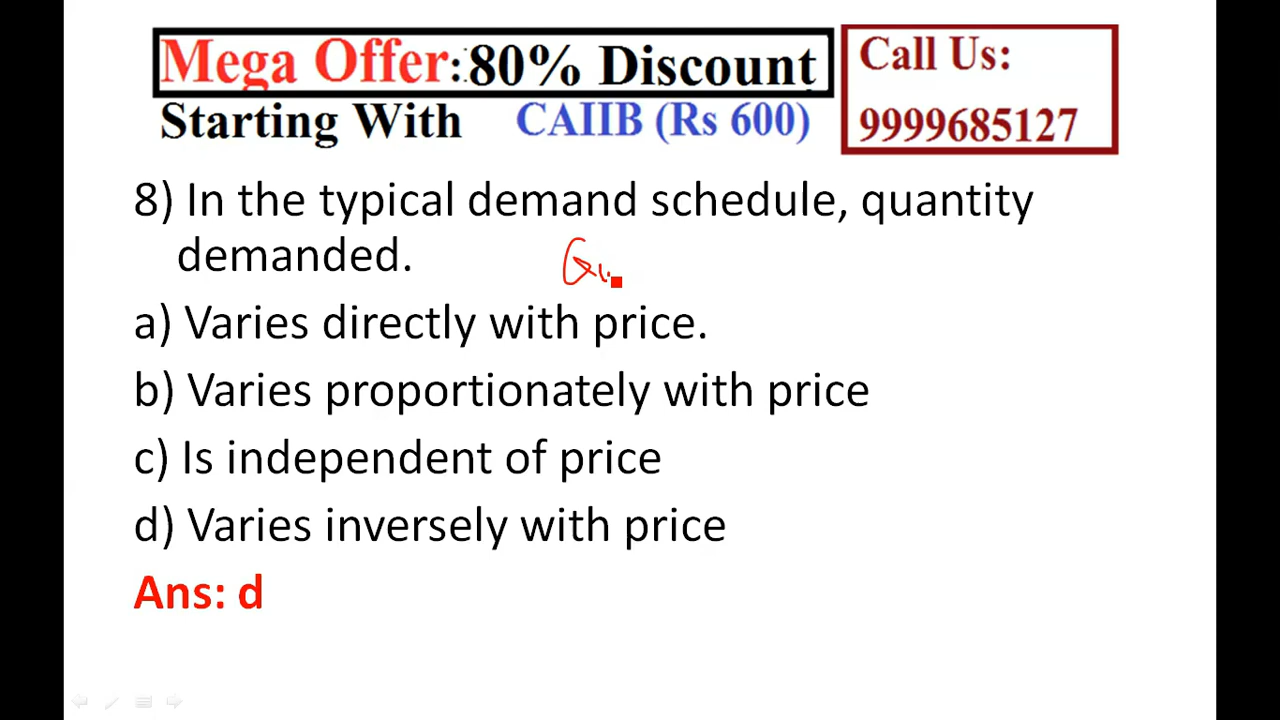 Mega Offer:80% Discount
Starting With CAIIB (Rs 600)
Call Us:
9999685127
8) In the typical demand schedule, quantity
demanded.
a) Varies directly with price.
b) Varies proportionately with price
c) Is independent of price
d) Varies inversely with price
Ans: d